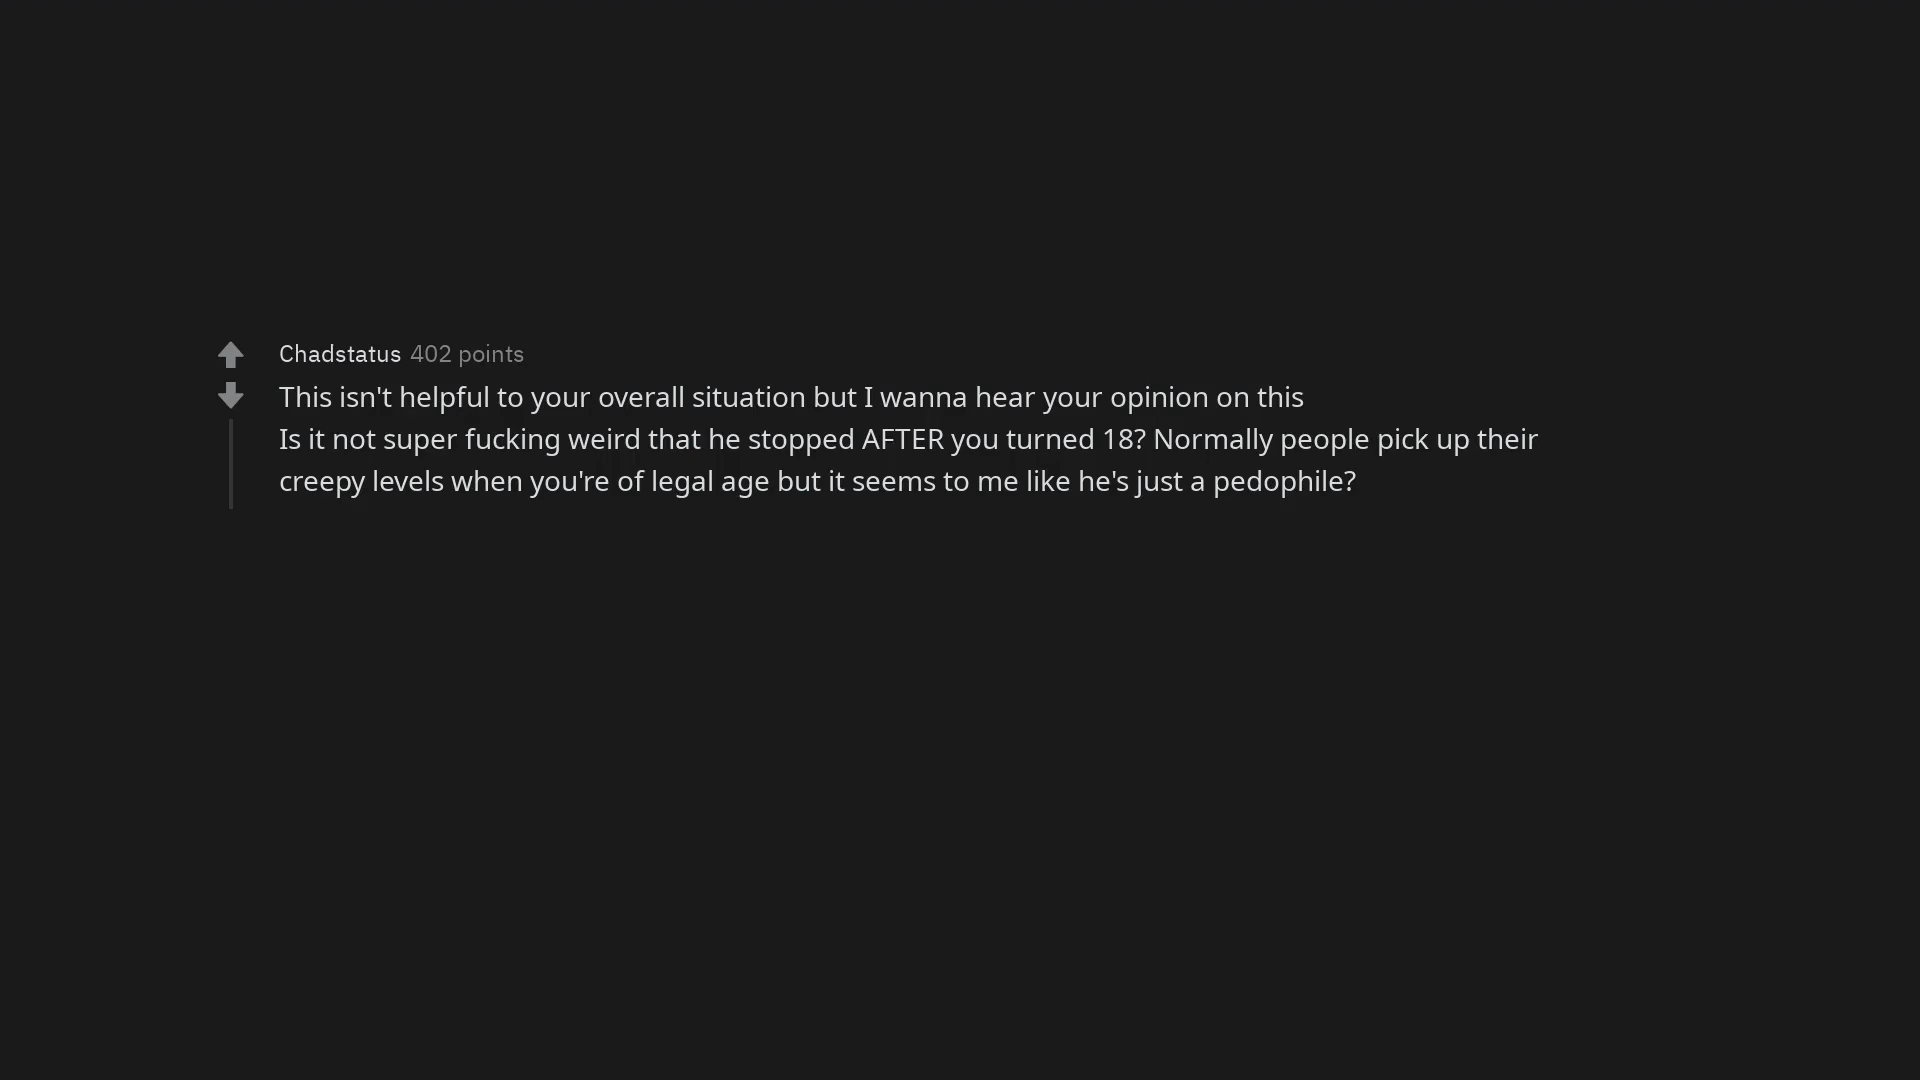 Chadstatus 402 points
This isn't helpful to your overall situation but I wanna hear your opinion on this
Is it not super fucking weird that he stopped AFTER you turned 18? Normally people pick up their
creepy levels when you're of legal age but it seems to me like he's just a pedophile?